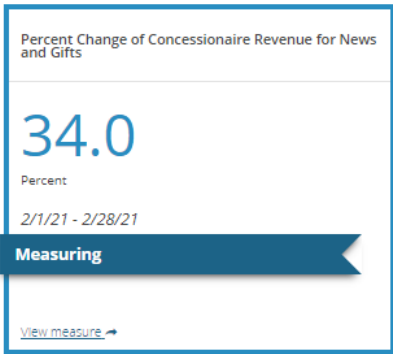 Percent Change of Concessionaire Revenue for News
and Gifts
34.0
Percent
2/1/21 - 2/28/21
Measuring
View measure